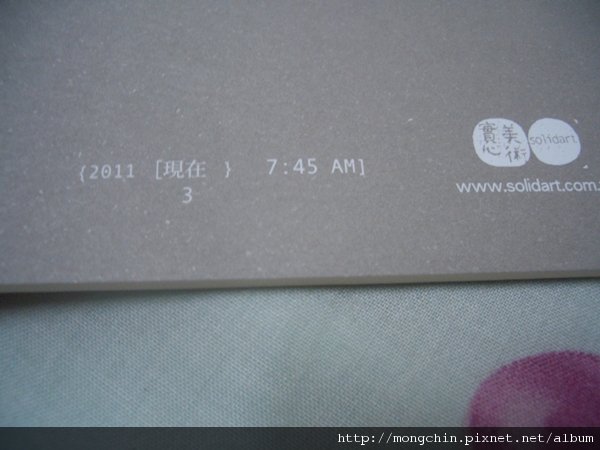 {2011 [現在 }  7:45 AM]
3
實心
美術
solidart
www.solidart.com.
http://mongchin.pixnet.net/album